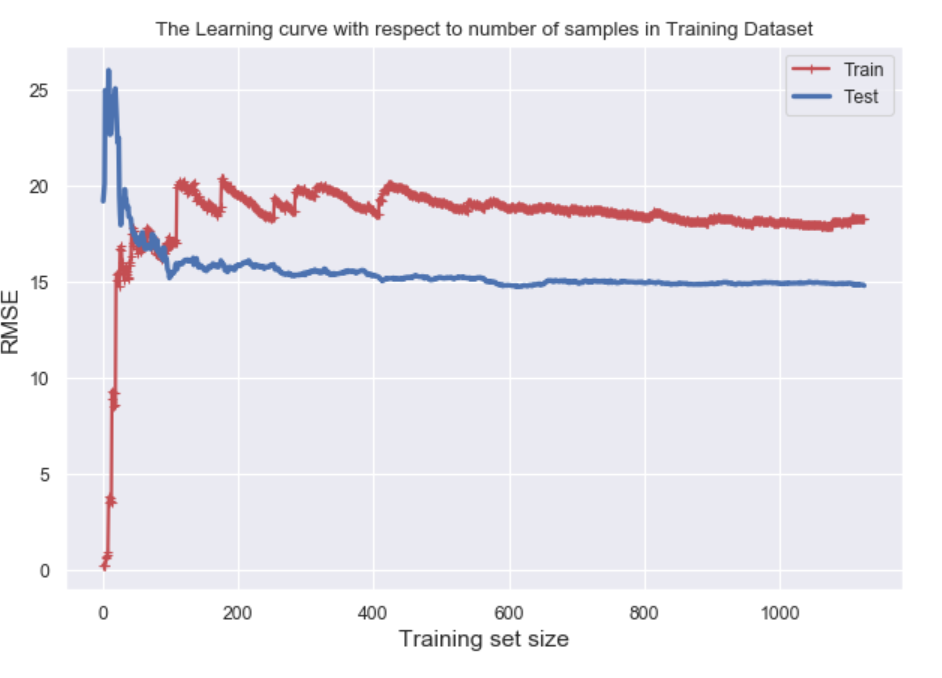 The Learning curve with respect to number of samples in Training Dataset
Train
Test
25
20
15
10
5
0
RMSE
0 200 400 600 800 1000
Training set size